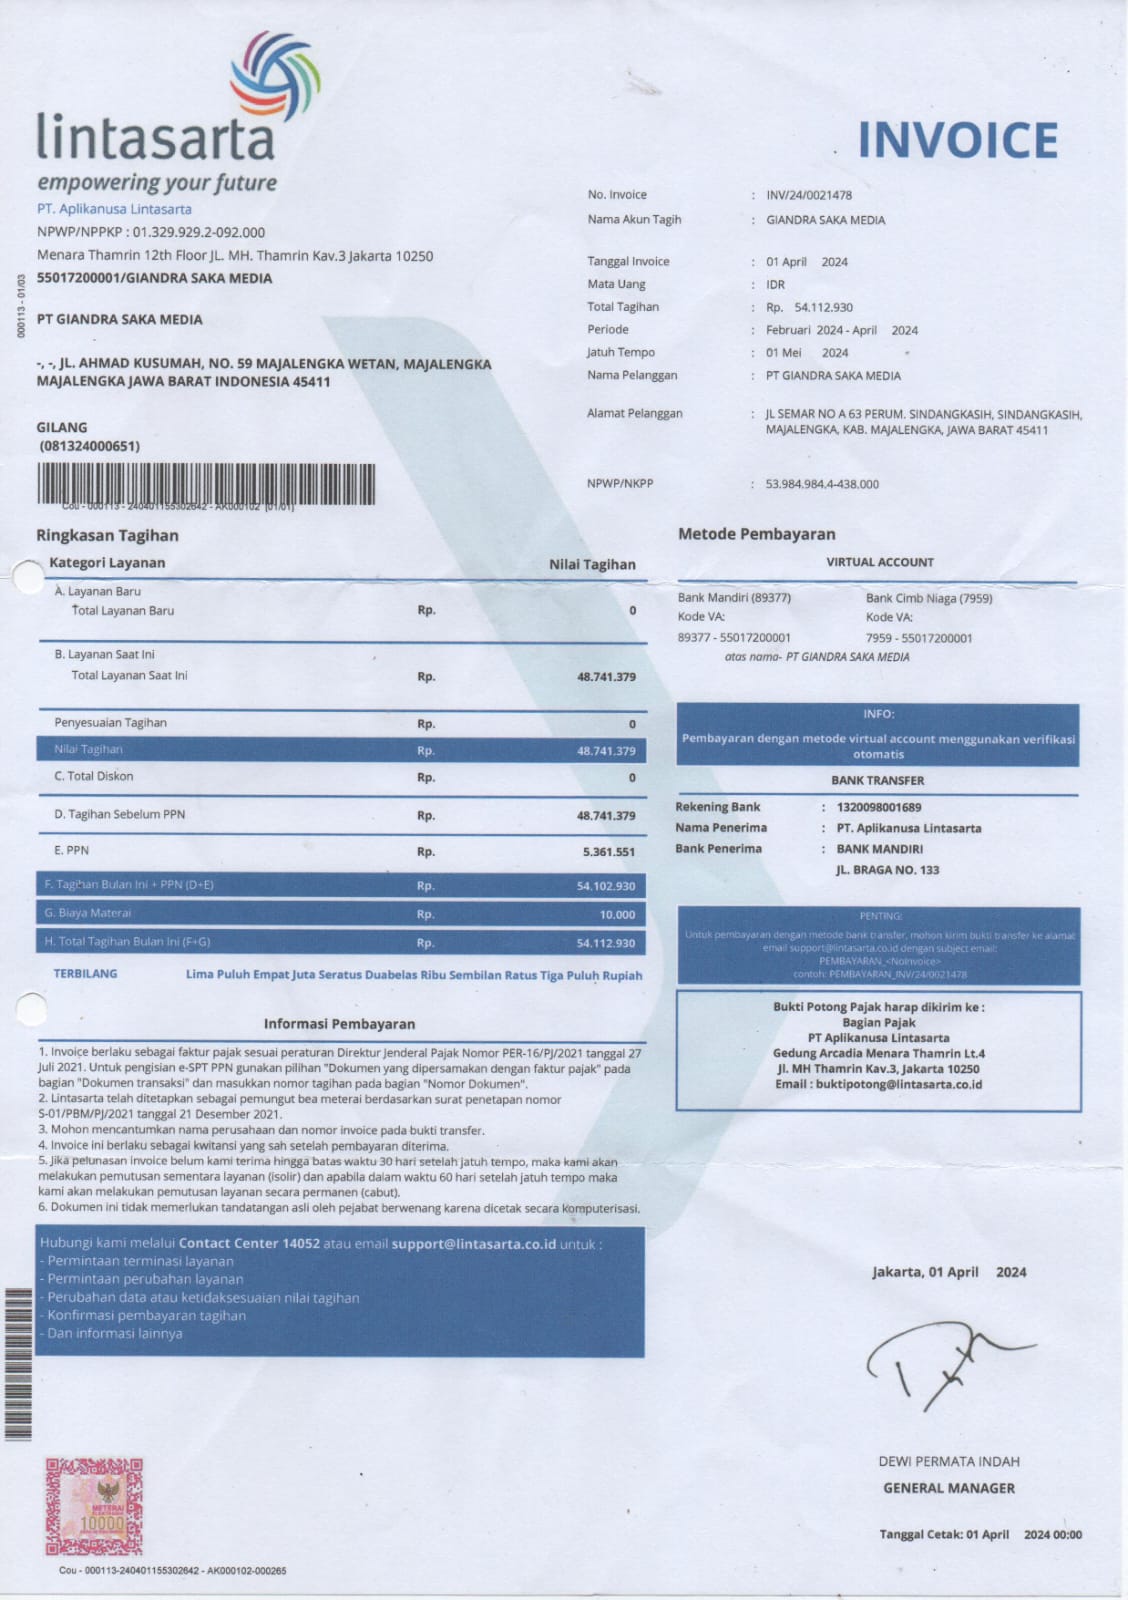 lintasarta
empowering your future
INVOICE
PT. Aplikanusa Lintasarta
NPWP/NPPKP : 01.329.929.2-092.000
Menara Thamrin 12th Floor JL. MH. Thamrin Kav.3 Jakarta 10250
55017200001/GIANDRA SAKA MEDIA
PT GIANDRA SAKA MEDIA
-, -, JL. AHMAD KUSUMAH, NO. 59 MAJALENGKA WETAN, MAJALENGKA
MAJALENGKA JAWA BARAT INDONESIA 45411
GILANG
(081324000651)
Cou - 000113 - 240401155302642 - AK000102 [01/01]
000113 - 01/03
No. Invoice : INV/24/0021478
Nama Akun Tagih : GIANDRA SAKA MEDIA
Tanggal Invoice : 01 April 2024
Mata Uang : IDR
Total Tagihan : Rp. 54.112.930
Periode : Februari 2024 - April 2024
Jatuh Tempo : 01 Mei 2024
Nama Pelanggan : PT GIANDRA SAKA MEDIA
Alamat Pelanggan : JL SEMAR NO A 63 PERUM. SINDANGKASIH, SINDANGKASIH,
MAJALENGKA, KAB. MAJALENGKA, JAWA BARAT 45411
NPWP/NKPP : 53.984.984.4-438.000
Ringkasan Tagihan
Kategori Layanan Nilai Tagihan
A. Layanan Baru
Total Layanan Baru Rp. 0
B. Layanan Saat Ini
Total Layanan Saat Ini Rp. 48.741.379
Penyesuaian Tagihan Rp. 0
Nilai Tagihan Rp. 48.741.379
C. Total Diskon Rp. 0
D. Tagihan Sebelum PPN Rp. 48.741.379
E. PPN Rp. 5.361.551
F. Tagihan Bulan Ini + PPN (D+E) Rp. 54.102.930
G. Biaya Materai Rp. 10.000
H. Total Tagihan Bulan Ini (F+G) Rp. 54.112.930
TERBILANG Lima Puluh Empat Juta Seratus Duabelas Ribu Sembilan Ratus Tiga Puluh Rupiah
Metode Pembayaran
VIRTUAL ACCOUNT
Bank Mandiri (89377) Bank Cimb Niaga (7959)
Kode VA: Kode VA:
89377 - 55017200001 7959 - 55017200001
atas nama- PT GIANDRA SAKA MEDIA
INFO:
Pembayaran dengan metode virtual account menggunakan verifikasi
otomatis
BANK TRANSFER
Rekening Bank : 1320098001689
Nama Penerima : PT. Aplikanusa Lintasarta
Bank Penerima : BANK MANDIRI
JL. BRAGA NO. 133
PENTING:
Untuk pembayaran dengan metode bank transfer, mohon kirim bukti transfer ke alamat
email support@lintasarta.co.id dengan subject email:
PEMBAYARAN_<NoInvoice>
contoh: PEMBAYARAN_INV/24/0021478
Bukti Potong Pajak harap dikirim ke :
Bagian Pajak
PT Aplikanusa Lintasarta
Gedung Arcadia Menara Thamrin Lt.4
Jl. MH Thamrin Kav.3, Jakarta 10250
Email : buktipotong@lintasarta.co.id
Informasi Pembayaran
1. Invoice berlaku sebagai faktur pajak sesuai peraturan Direktur Jenderal Pajak Nomor PER-16/PJ/2021 tanggal 27
Juli 2021. Untuk pengisian e-SPT PPN gunakan pilihan "Dokumen yang dipersamakan dengan faktur pajak" pada
bagian "Dokumen transaksi" dan masukkan nomor tagihan pada bagian "Nomor Dokumen".
2. Lintasarta telah ditetapkan sebagai pemungut bea meterai berdasarkan surat penetapan nomor
S-01/PBM/PJ/2021 tanggal 21 Desember 2021.
3. Mohon mencantumkan nama perusahaan dan nomor invoice pada bukti transfer.
4. Invoice ini berlaku sebagai kwitansi yang sah setelah pembayaran diterima.
5. Jika pelunasan invoice belum kami terima hingga batas waktu 30 hari setelah jatuh tempo, maka kami akan
melakukan pemutusan sementara layanan (isolir) dan apabila dalam waktu 60 hari setelah jatuh tempo maka
kami akan melakukan pemutusan layanan secara permanen (cabut).
6. Dokumen ini tidak memerlukan tandatangan asli oleh pejabat berwenang karena dicetak secara komputerisasi.
Hubungi kami melalui Contact Center 14052 atau email support@lintasarta.co.id untuk :
- Permintaan terminasi layanan
- Permintaan perubahan layanan
- Perubahan data atau ketidaksesuaian nilai tagihan
- Konfirmasi pembayaran tagihan
- Dan informasi lainnya
Jakarta, 01 April 2024
DEWI PERMATA INDAH
GENERAL MANAGER
Tanggal Cetak: 01 April 2024 00:00
METERAI
10000
Cou - 000113-240401155302642 - AK000102-000265